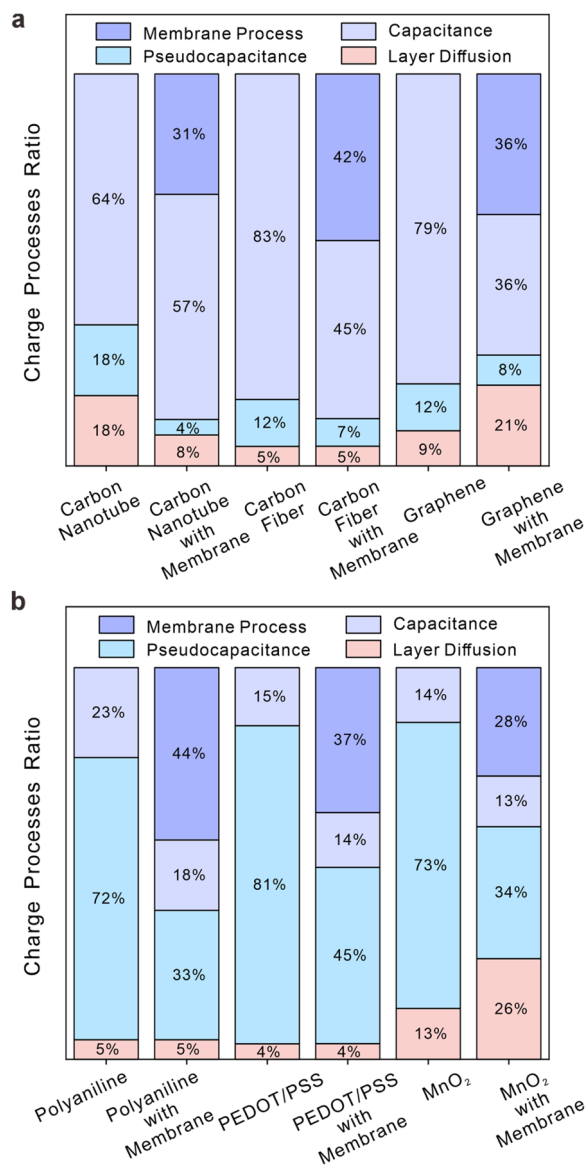 a
Membrane Process
Capacitance
Pseudocapacitance
Layer Diffusion
Charge Processes Ratio
64%
18%
18%
31%
57%
4%
8%
83%
12%
5%
42%
45%
7%
5%
79%
12%
9%
36%
36%
8%
21%
Carbon
Nanotube
Carbon
Nanotube
with
Membrane
Carbon
Fiber
Carbon
Fiber
with
Membrane
Graphene
Graphene
with Membrane
b
Membrane Process
Capacitance
Pseudocapacitance
Layer Diffusion
Charge Processes Ratio
23%
72%
5%
44%
18%
33%
5%
15%
81%
4%
37%
14%
45%
4%
14%
73%
13%
28%
13%
34%
26%
Polyaniline
Polyaniline
with
Membrane
PEDOT/PSS
PEDOT/PSS
with
Membrane
MnO₂
MnO₂
with
Membrane